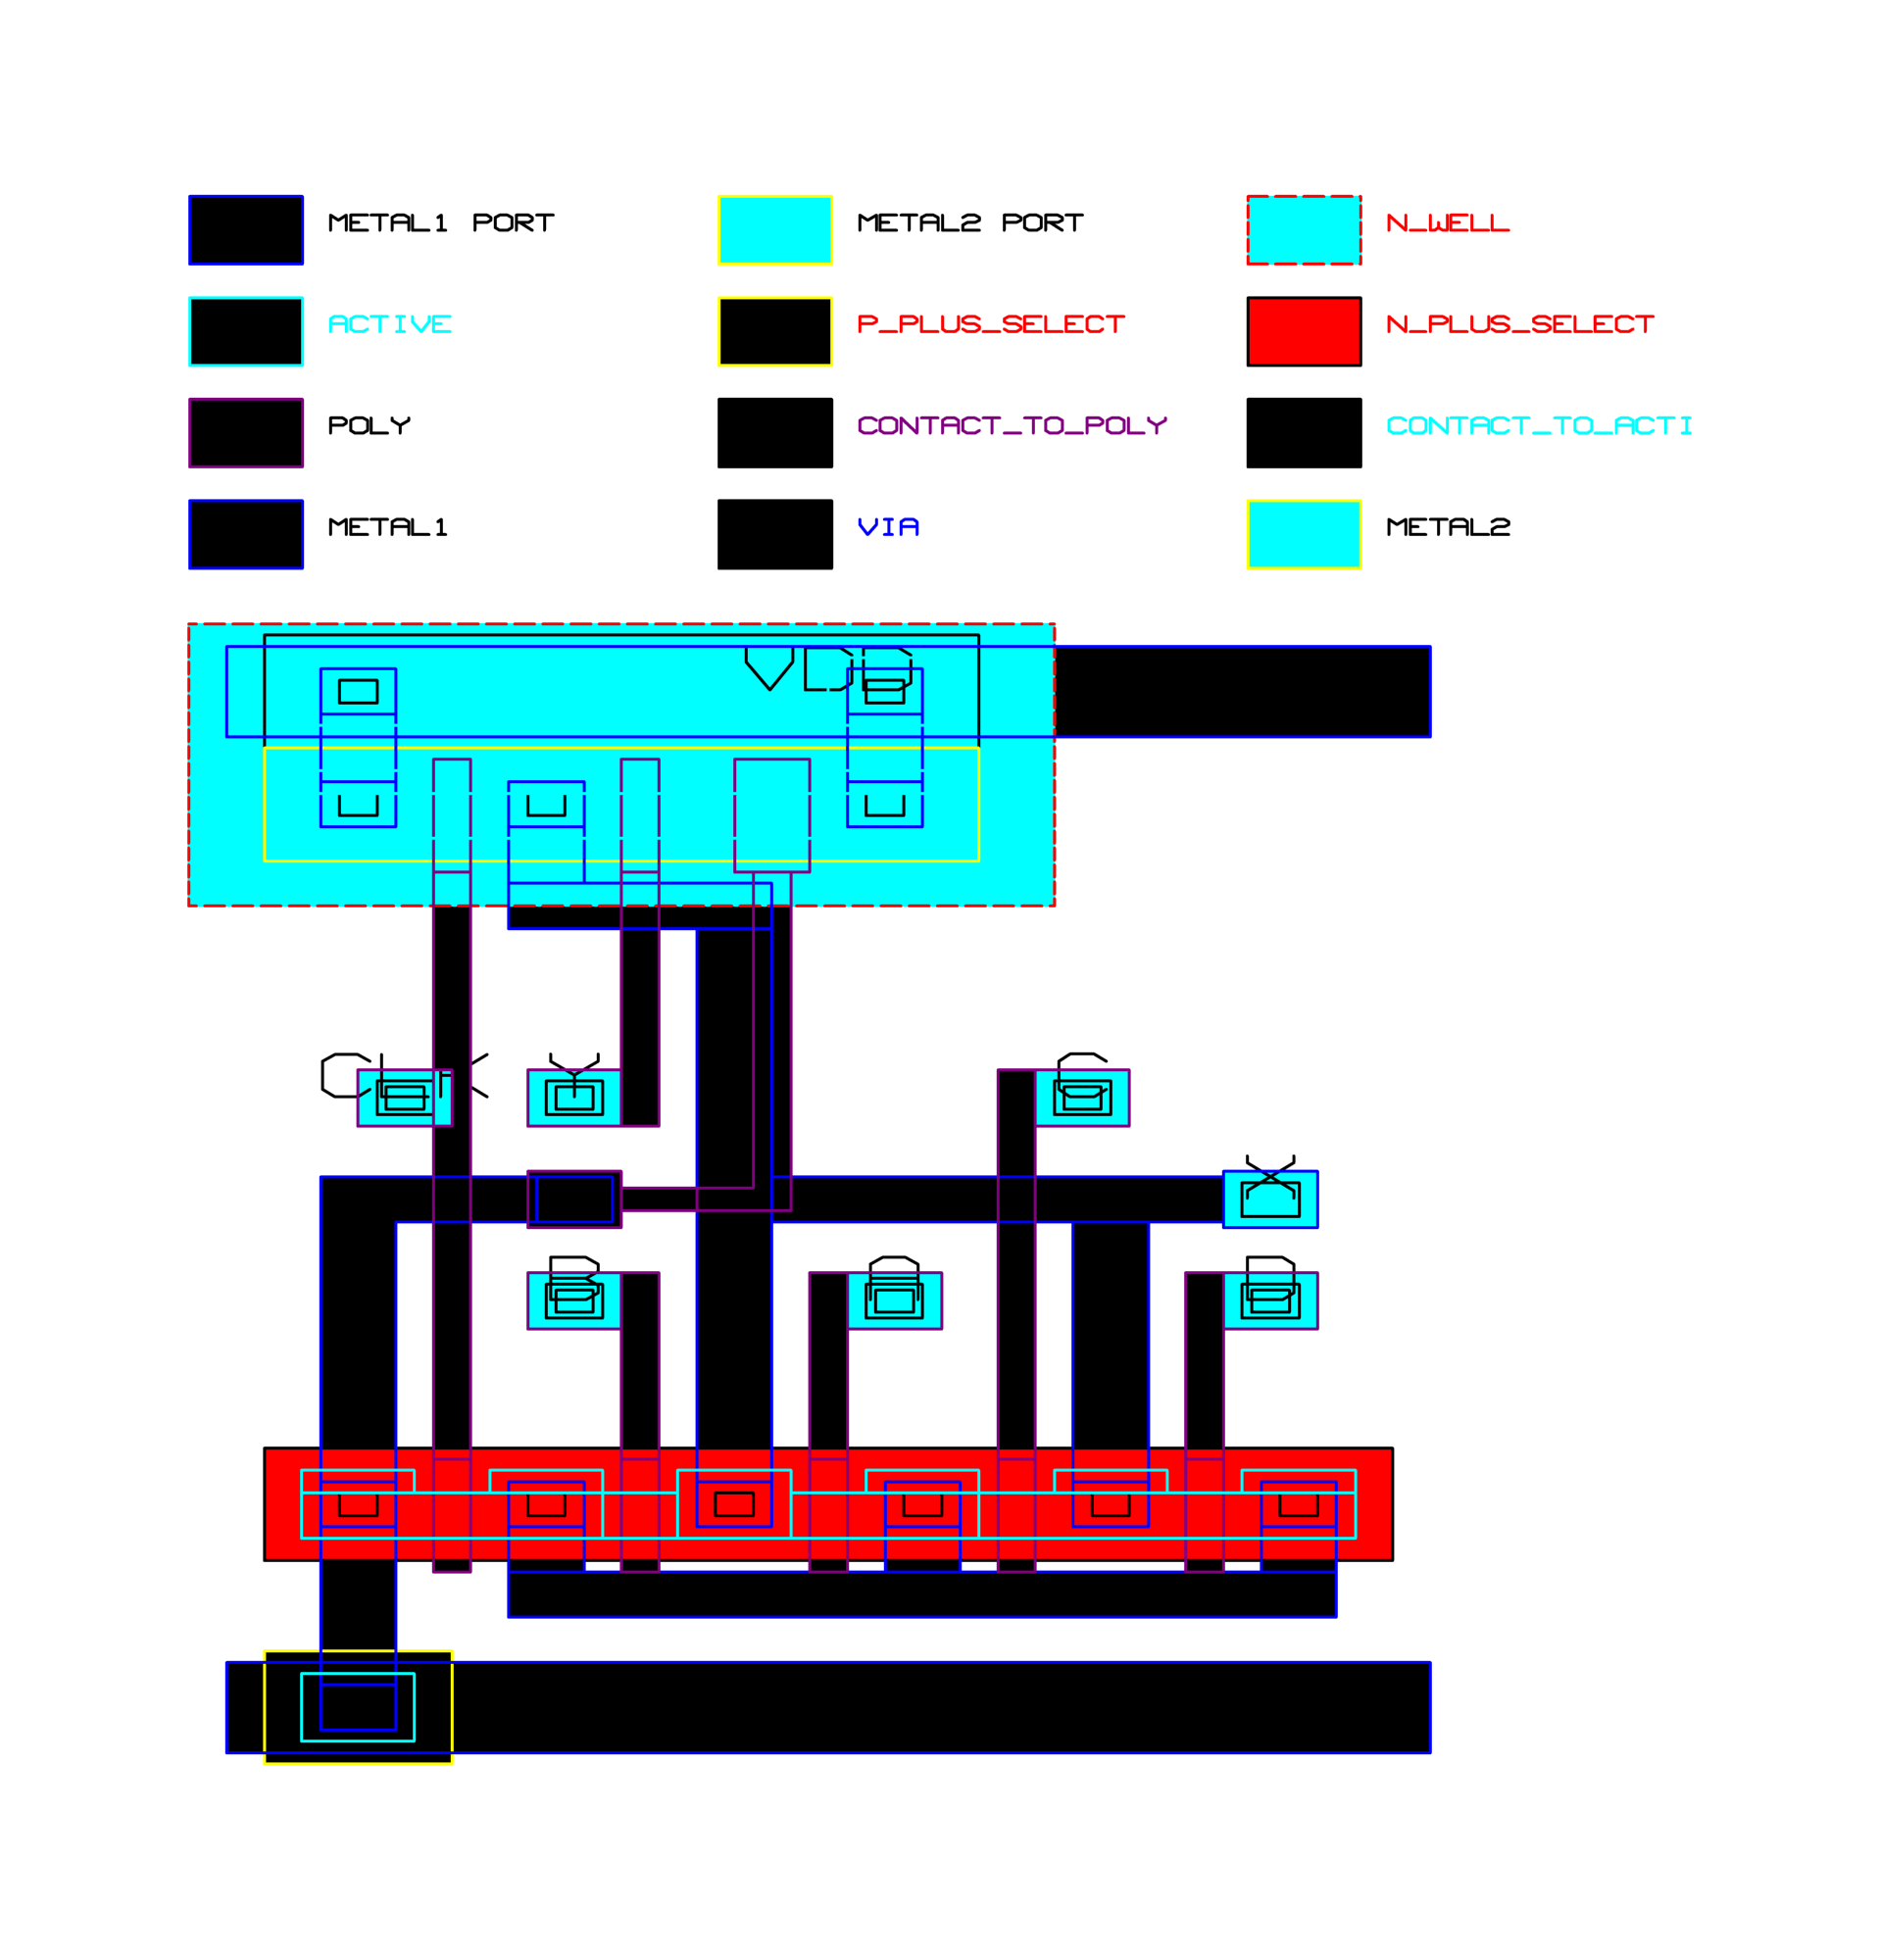 METAL1 PORT METAL2 PORT N_WELL
ACTIVE P_PLUS_SELECT N_PLUS_SELECT
POLY CONTACT_TO_POLY CONTACT_TO_ACTI
METAL1 VIA METAL2
VDD
CLK Y C
X
B A D